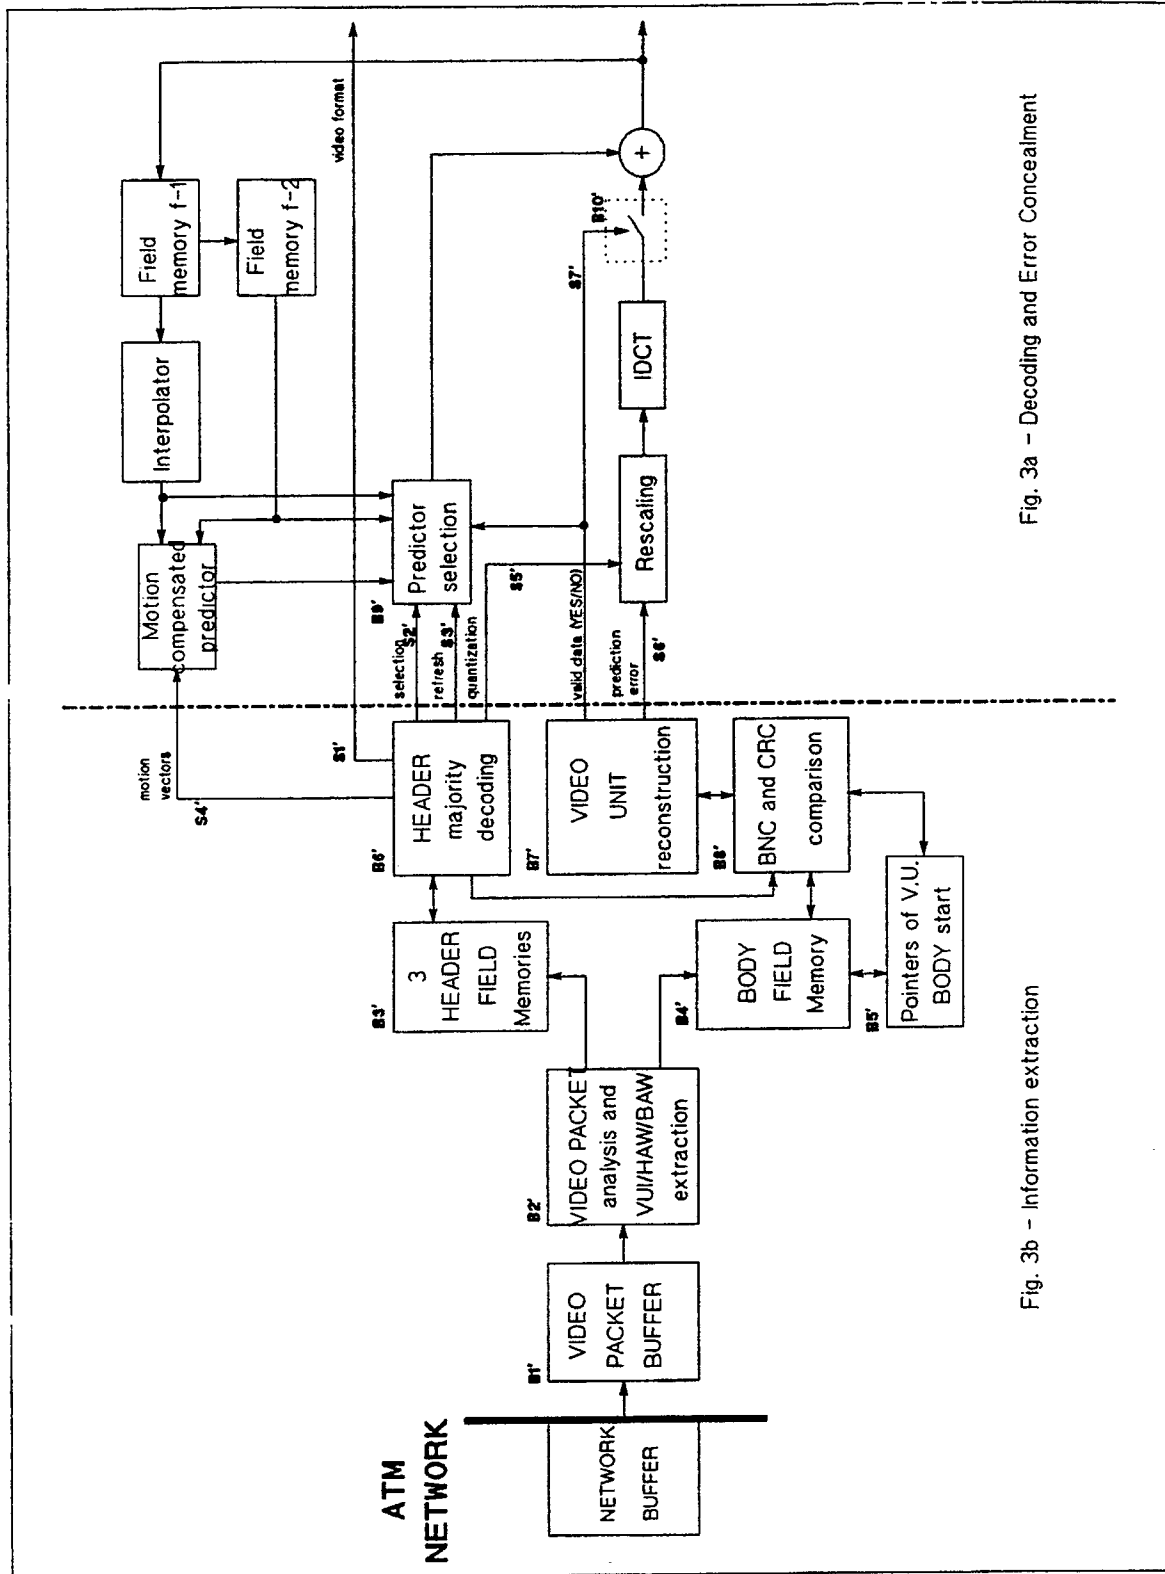 ATM
NETWORK
NETWORK
BUFFER
B1'
VIDEO
PACKET
BUFFER
B2'
VIDEO PACKET
analysis and
VUI/HAW/BAW
extraction
B3'
3
HEADER
FIELD
Memories
B4'
BODY
FIELD
Memory
B5'
Pointers of V.U.
BODY start
B6'
HEADER
majority
decoding
B7'
VIDEO
UNIT
reconstruction
B8'
BNC and CRC
comparison
motion
vectors
S4'
S1'
video format
selection
S2'
refresh
S3'
quantization
S5'
valid data (YES/NO)
S7'
prediction
error
S6'
Motion
compensated
predictor
Interpolator
Field
memory f-1
Field
memory f-2
B9'
Predictor
selection
Rescaling
IDCT
B10'
+
Fig. 3b - Information extraction
Fig. 3a - Decoding and Error Concealment